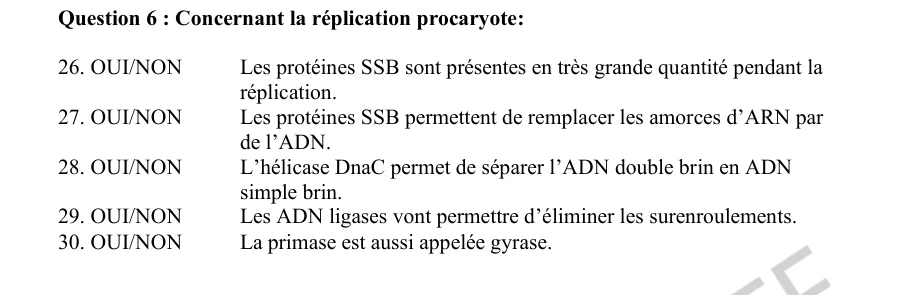 Question 6 : Concernant la réplication procaryote:
26. OUI/NON Les protéines SSB sont présentes en très grande quantité pendant la
réplication.
27. OUI/NON Les protéines SSB permettent de remplacer les amorces d’ARN par
de l’ADN.
28. OUI/NON L’hélicase DnaC permet de séparer l’ADN double brin en ADN
simple brin.
29. OUI/NON Les ADN ligases vont permettre d’éliminer les surenroulements.
30. OUI/NON La primase est aussi appelée gyrase.